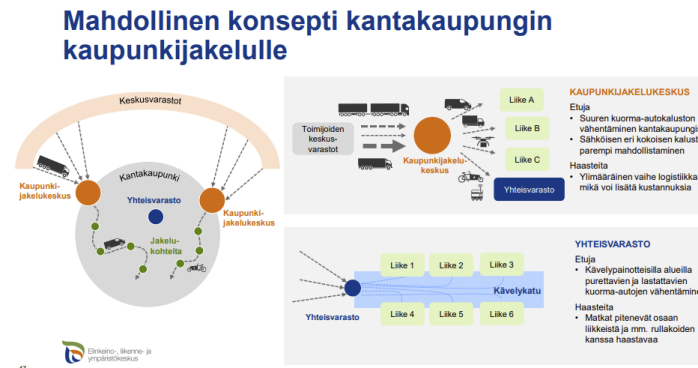 Mahdollinen konsepti kantakaupungin
kaupunkijakelulle
Keskusvarastot
Kantakaupunki
Kaupunki-
jakelukeskus
Yhteisvarasto
Kaupunki-
jakelukeskus
Jakelu-
kohteita
Elinkeino-, liikenne- ja
ympäristökeskus
Toimijoiden
keskus-
varastot
Kaupunkijakelu-
keskus
Liike A
Liike B
Liike C
Yhteisvarasto
KAUPUNKIJAKELUKESKUS
Etuja
• Suuren kuorma-autokaluston
vähentäminen kantakaupungis
• Sähköisen eri kokoisen kalust
parempi mahdollistaminen
Haasteita
• Ylimääräinen vaihe logistiikka
mikä voi lisätä kustannuksia
Yhteisvarasto
Liike 1
Liike 2
Liike 3
Kävelykatu
Liike 4
Liike 5
Liike 6
YHTEISVARASTO
Etuja
• Kävelypainotteisilla alueilla
purettavien ja lastattavien
kuorma-autojen vähentämine
Haasteita
• Matkat pitenevät osaan
liikkeistä ja mm. rullakoiden
kanssa haastavaa